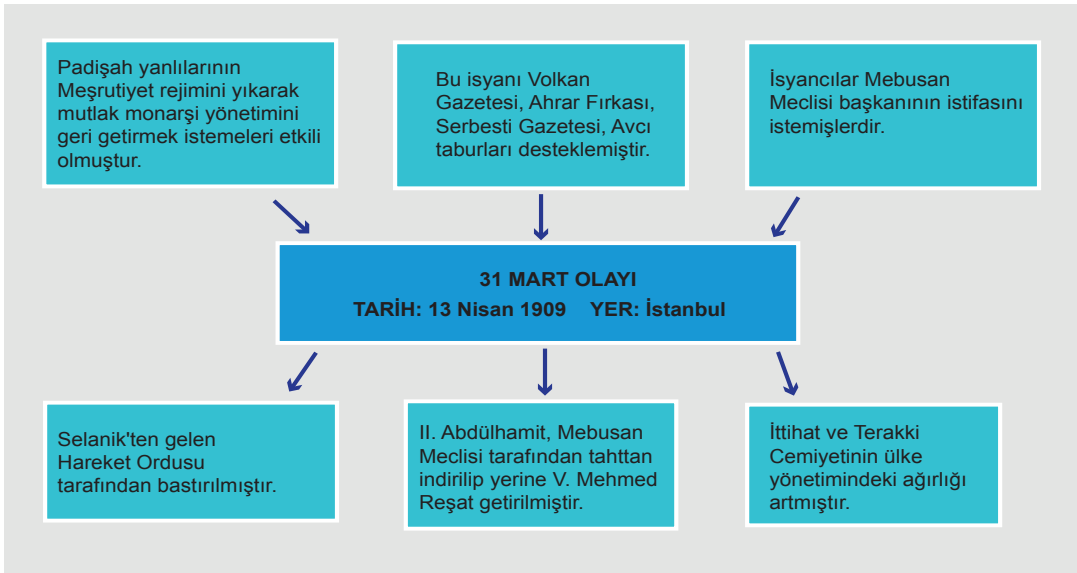 Padişah yanlılarının
Meşrutiyet rejimini yıkarak
mutlak monarşi yönetimini
geri getirmek istemeleri etkili
olmuştur.
Bu isyanı Volkan
Gazetesi, Ahrar Fırkası,
Serbesti Gazetesi, Avcı
taburları desteklemiştir.
İsyancılar Mebusan
Meclisi başkanının istifasını
istemişlerdir.
31 MART OLAYI
TARİH: 13 Nisan 1909 YER: İstanbul
Selanik'ten gelen
Hareket Ordusu
tarafından bastırılmıştır.
II. Abdülhamit, Mebusan
Meclisi tarafından tahttan
indirilip yerine V. Mehmed
Reşat getirilmiştir.
İttihat ve Terakki
Cemiyetinin ülke
yönetimindeki ağırlığı
artmıştır.